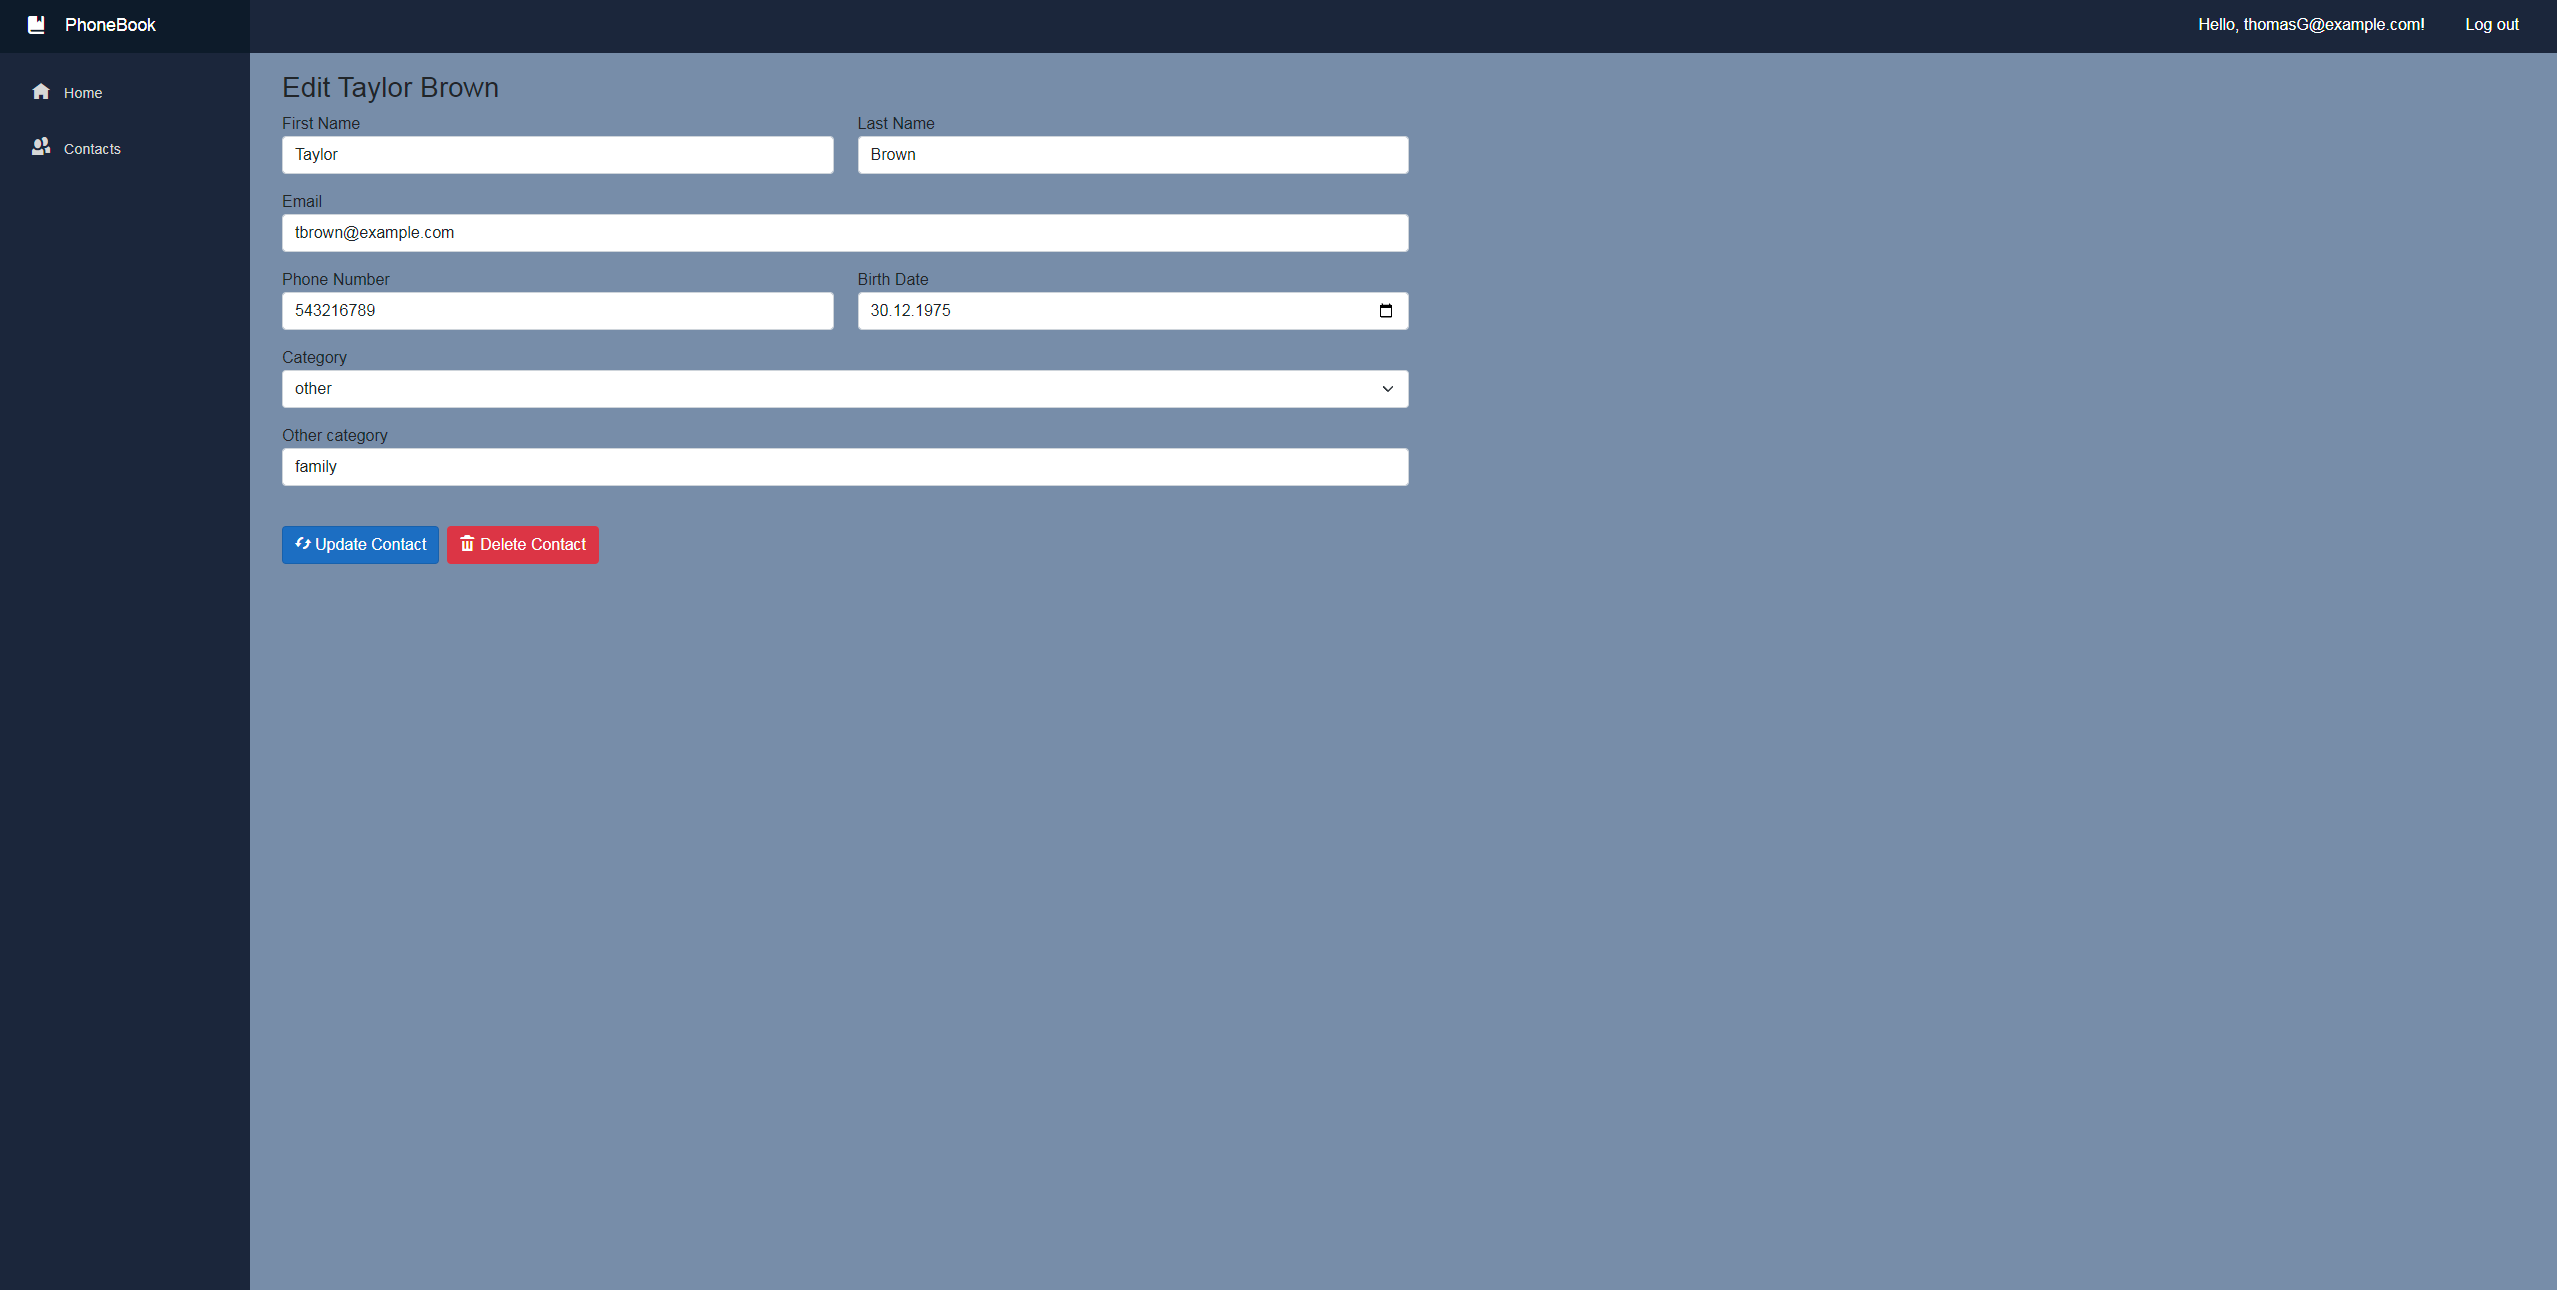 PhoneBook
Hello, thomasG@example.com!
Log out
Home
Contacts
Edit Taylor Brown
First Name
Last Name
Taylor
Brown
Email
tbrown@example.com
Phone Number
Birth Date
543216789
30.12.1975
Category
other
Other category
family
Update Contact
Delete Contact